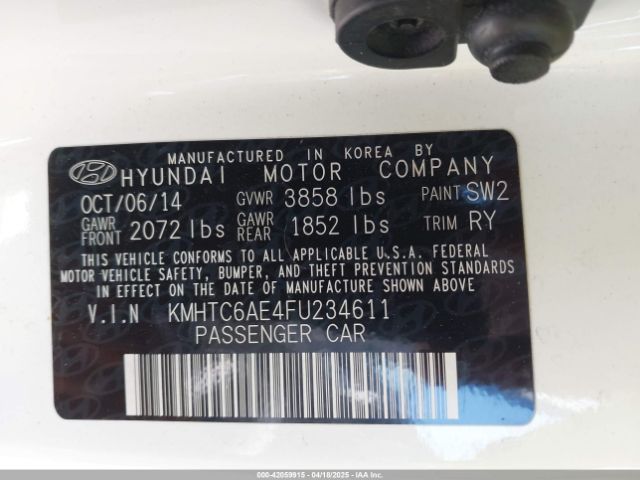 MANUFACTURED IN KOREA BY
HYUNDAI MOTOR COMPANY
OCT/06/14 GVWR 3858 lbs PAINT SW2
GAWR FRONT 2072 lbs GAWR REAR 1852 lbs TRIM RY
THIS VEHICLE CONFORMS TO ALL APPLICABLE U.S.A. FEDERAL
MOTOR VEHICLE SAFETY, BUMPER, AND THEFT PREVENTION STANDARDS
IN EFFECT ON THE DATE OF MANUFACTURE SHOWN ABOVE
V.I.N KMHTC6AE4FU234611
PASSENGER CAR
000-42059915 - 04/18/2025 - IAAI.com